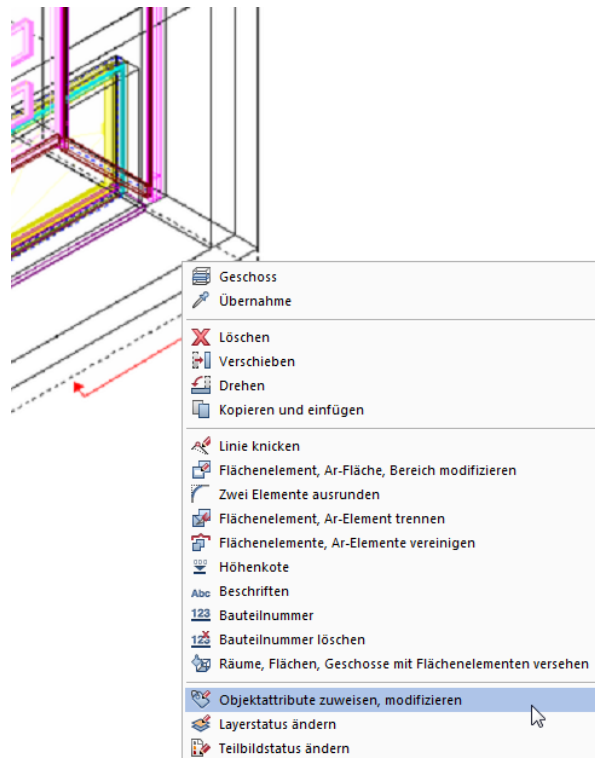 Geschoss
Übernahme
Löschen
Verschieben
Drehen
Kopieren und einfügen
Linie knicken
Flächenelement, Ar-Fläche, Bereich modifizieren
Zwei Elemente ausrunden
Flächenelement, Ar-Element trennen
Flächenelemente, Ar-Elemente vereinigen
Höhenkote
Abc Beschriften
123 Bauteilnummer
123 Bauteilnummer löschen
Räume, Flächen, Geschosse mit Flächenelementen versehen
Objektattribute zuweisen, modifizieren
Layerstatus ändern
Teilbildstatus ändern